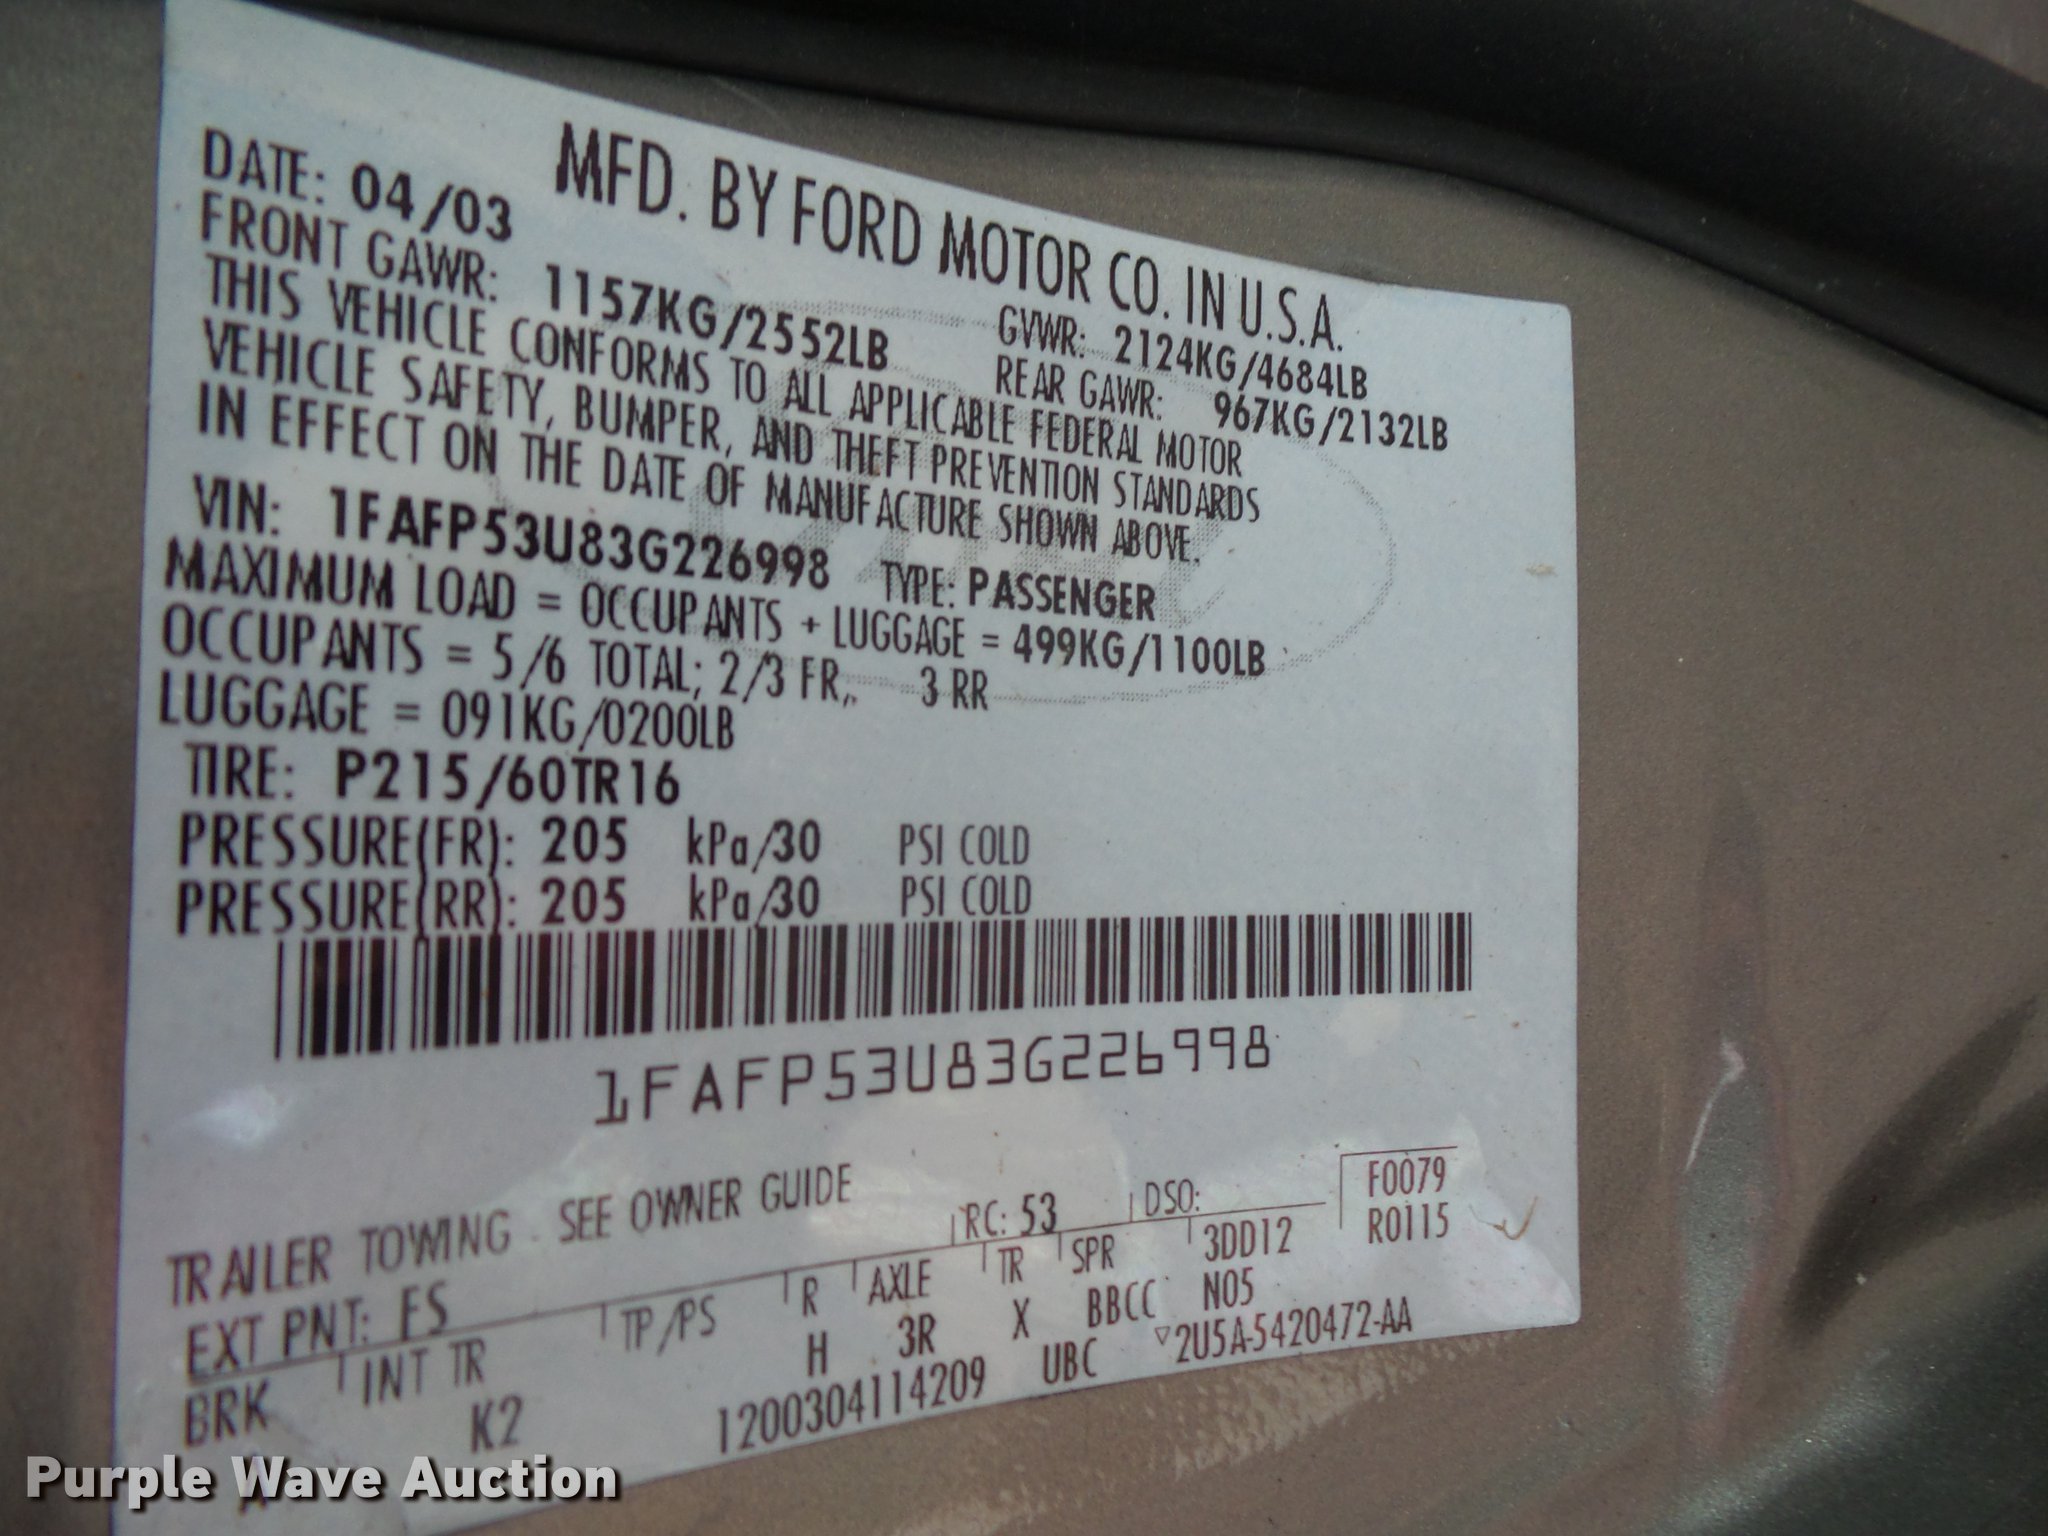 MFD. BY FORD MOTOR CO. IN U.S.A.
DATE: 04/03 GVWR: 2124KG/4684LB
FRONT GAWR: 1157KG/2552LB REAR GAWR: 967KG/2132LB
THIS VEHICLE CONFORMS TO ALL APPLICABLE FEDERAL MOTOR
VEHICLE SAFETY, BUMPER, AND THEFT PREVENTION STANDARDS
IN EFFECT ON THE DATE OF MANUFACTURE SHOWN ABOVE.
VIN: 1FAFP53U83G226998 TYPE: PASSENGER
MAXIMUM LOAD = OCCUPANTS + LUGGAGE = 499KG/1100LB
OCCUPANTS = 5/6 TOTAL; 2/3 FR,. 3 RR
LUGGAGE = 091KG/0200LB
TIRE: P215/60TR16
PRESSURE(FR): 205 kPa/30 PSI COLD
PRESSURE(RR): 205 kPa/30 PSI COLD
1FAFP53U83G226998
TRAILER TOWING - SEE OWNER GUIDE
F0079
EXT PNT: FS RC: 53 DSO: R0115
BRK INT TR TP/PS R AXLE TR SPR 3DD12
K2 H 3R X BBCC N05
1200304114209 UBC ▽2U5A-5420472-AA
Purple Wave Auction